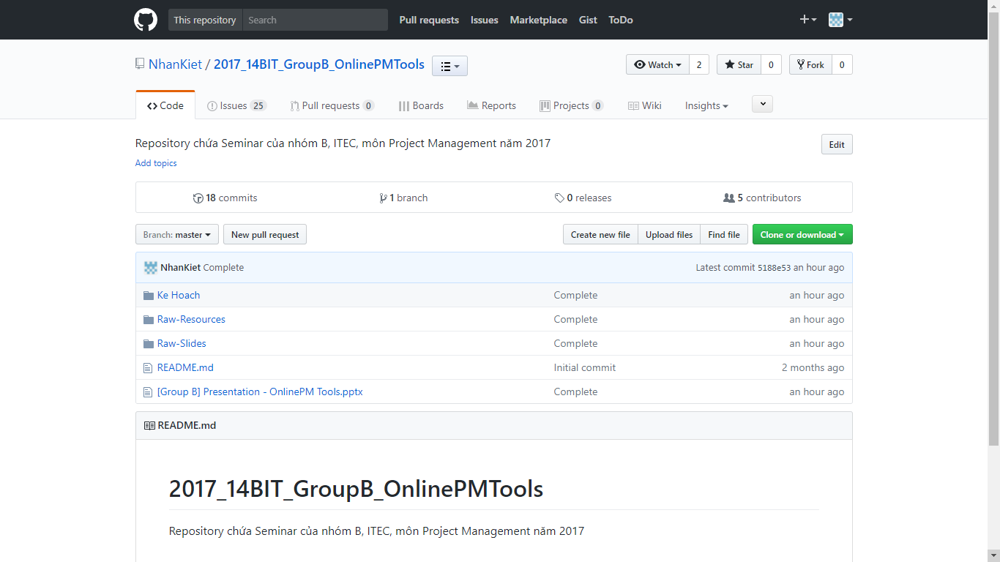 This repository Search Pull requests Issues Marketplace Gist ToDo
NhanKiet / 2017_14BIT_GroupB_OnlinePMTools Watch 2 Star 0 Fork 0
Code Issues 25 Pull requests 0 Boards Reports Projects 0 Wiki Insights
Repository chứa Seminar của nhóm B, ITEC, môn Project Management năm 2017 Edit
Add topics
18 commits 1 branch 0 releases 5 contributors
Branch: master New pull request Create new file Upload files Find file Clone or download
NhanKiet Complete Latest commit 5188e53 an hour ago
Ke Hoach Complete an hour ago
Raw-Resources Complete an hour ago
Raw-Slides Complete an hour ago
README.md Initial commit 2 months ago
[Group B] Presentation - OnlinePM Tools.pptx Complete an hour ago
README.md
2017_14BIT_GroupB_OnlinePMTools
Repository chứa Seminar của nhóm B, ITEC, môn Project Management năm 2017